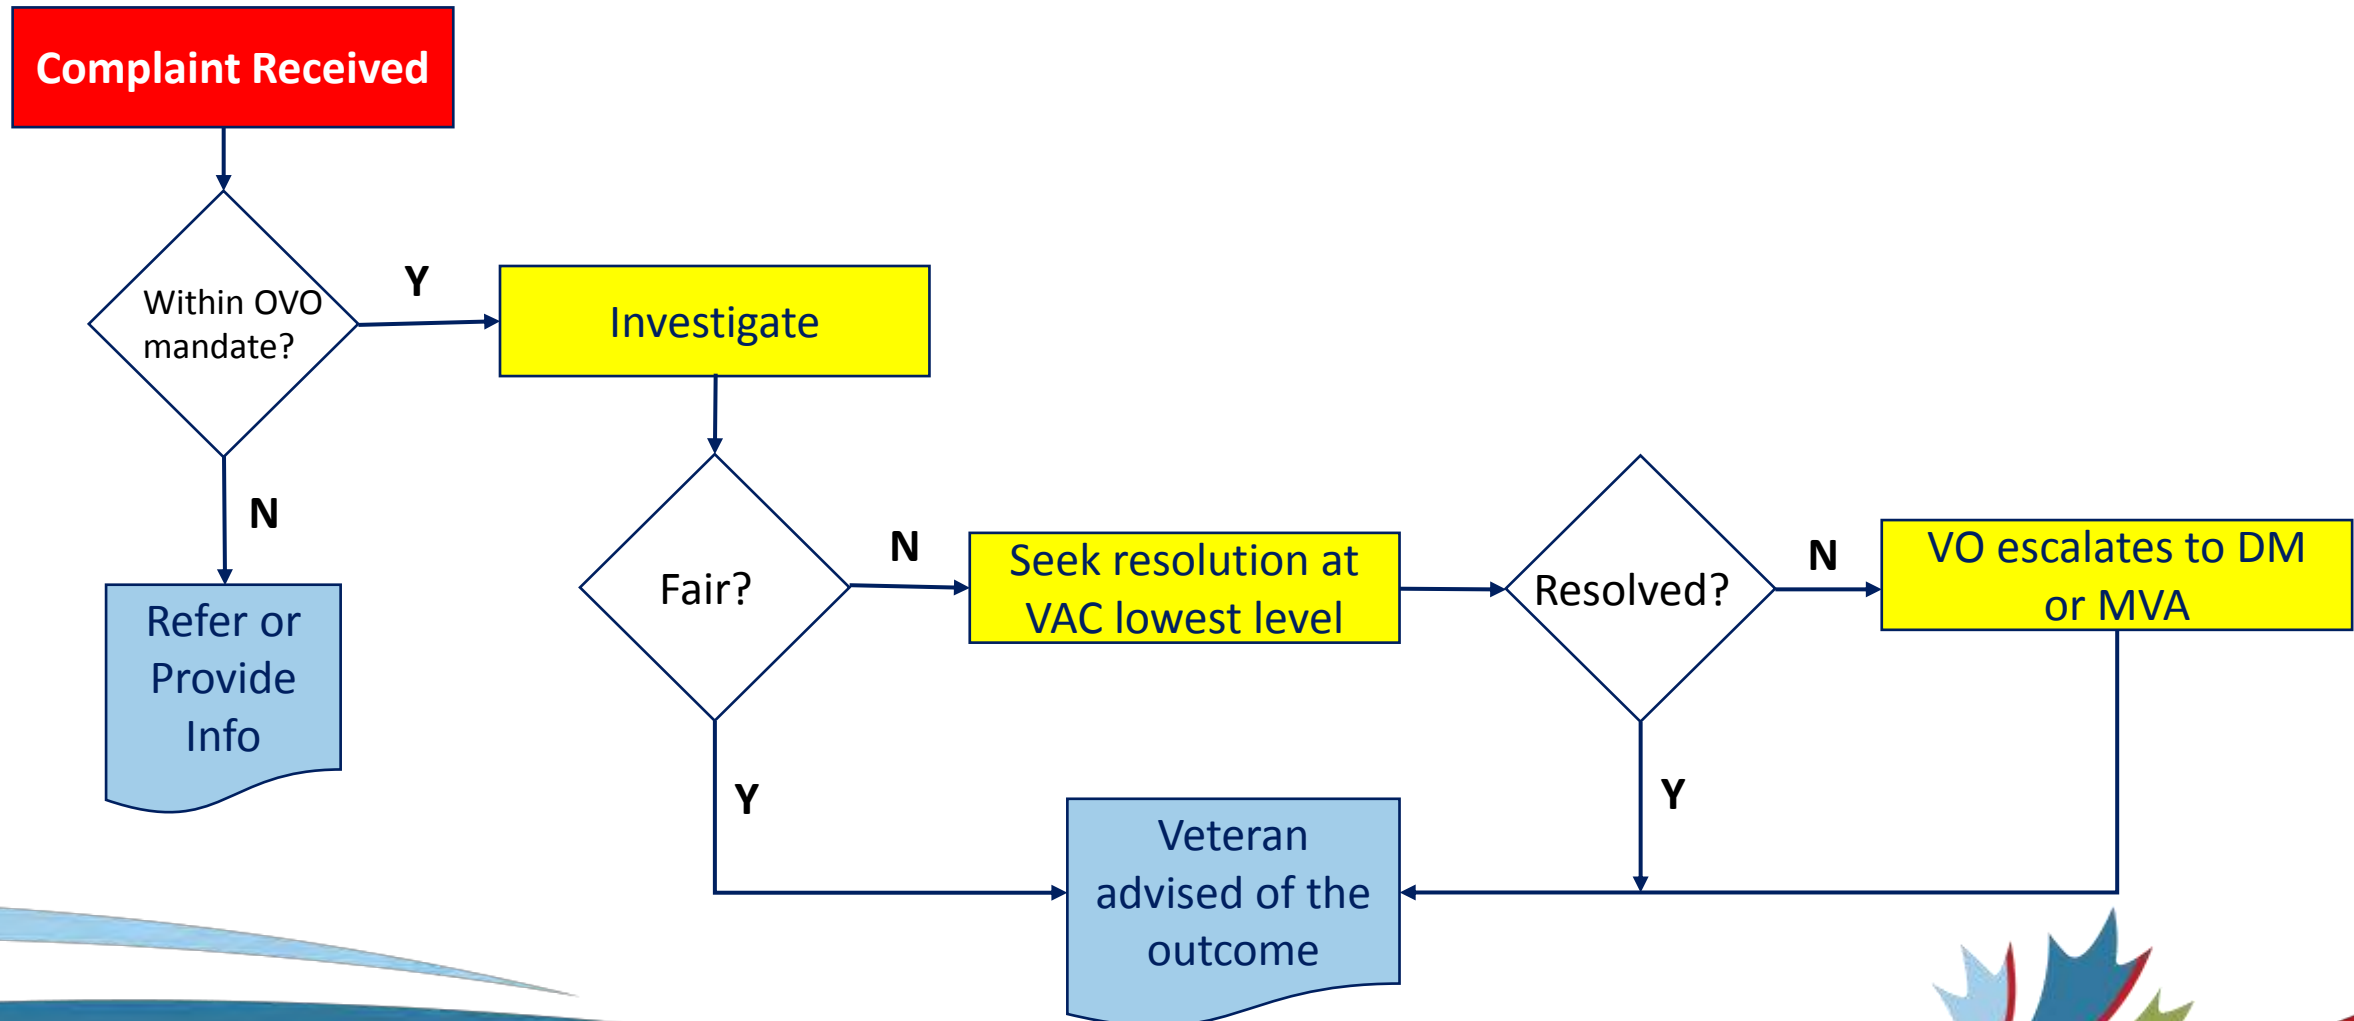 Complaint Received
Within OVO
mandate?
Y
Investigate
N
Refer or
Provide
Info
Fair?
N
Seek resolution at
VAC lowest level
Resolved?
N
VO escalates to DM
or MVA
Y
Y
Veteran
advised of the
outcome